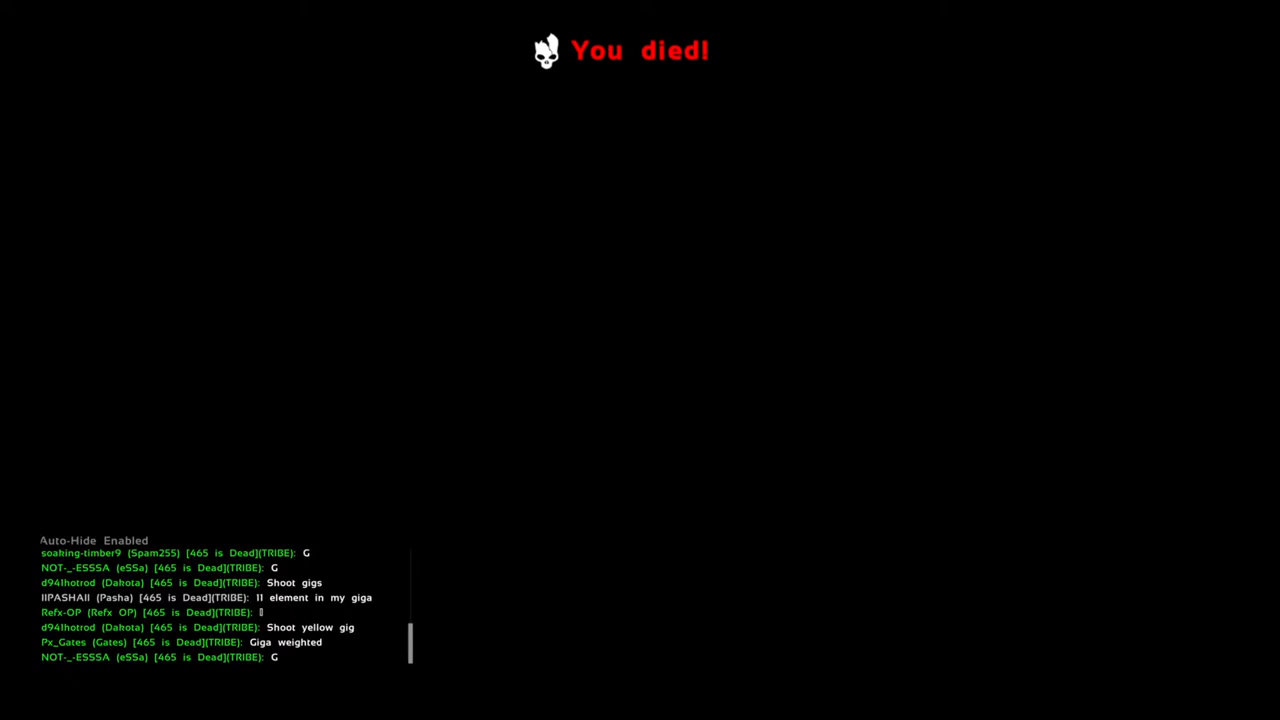 You died!
Auto-Hide Enabled
soaking-timber9 (Spam255) [465 is Dead](TRIBE): G
NOT-_-ESSSA (eSSa) [465 is Dead](TRIBE): G
d941hotrod (Dakota) [465 is Dead](TRIBE): Shoot gigs
IIPASHAII (Pasha) [465 is Dead](TRIBE): 11 element in my giga
Refx-OP (Refx OP) [465 is Dead](TRIBE):
d941hotrod (Dakota) [465 is Dead](TRIBE): Shoot yellow gig
Px_Gates (Gates) [465 is Dead](TRIBE): Giga weighted
NOT-_-ESSSA (eSSa) [465 is Dead](TRIBE): G